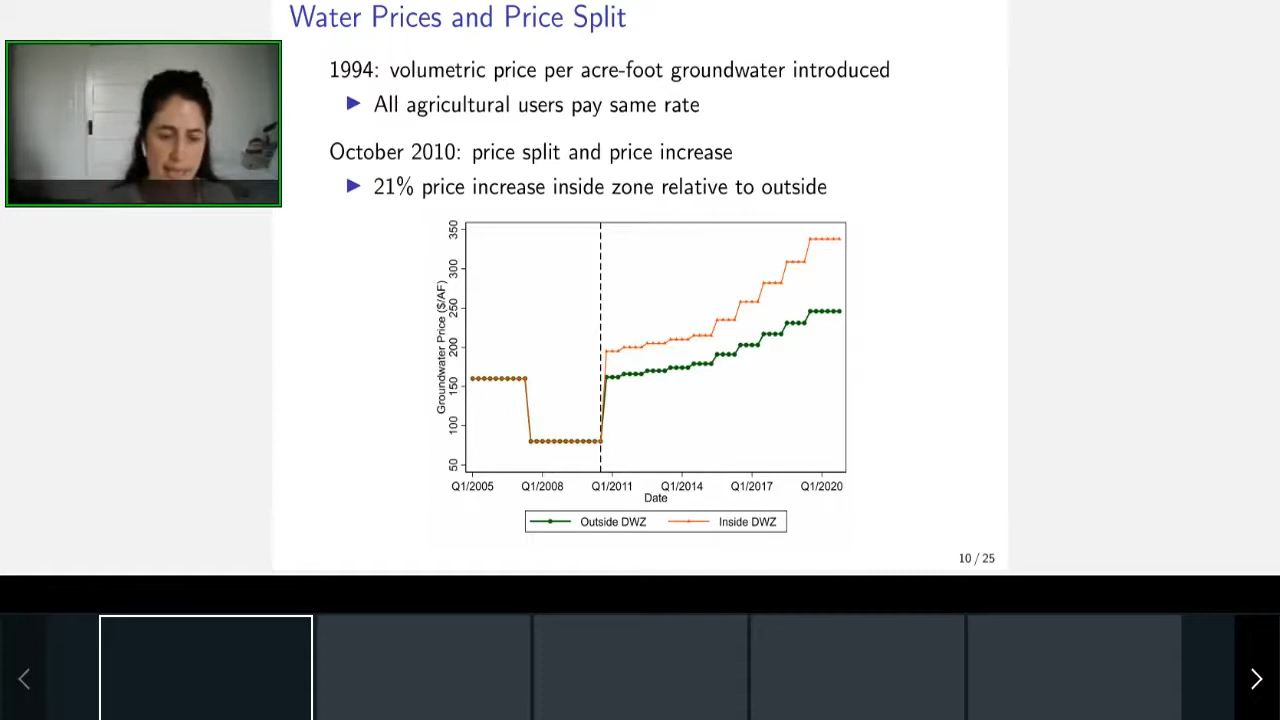 Water Prices and Price Split
1994: volumetric price per acre-foot groundwater introduced
All agricultural users pay same rate
October 2010: price split and price increase
21% price increase inside zone relative to outside
Groundwater Price ($/AF)
350
300
250
200
150
100
50
Q1/2005 Q1/2008 Q1/2011 Q1/2014 Q1/2017 Q1/2020
Date
Outside DWZ Inside DWZ
10 / 25